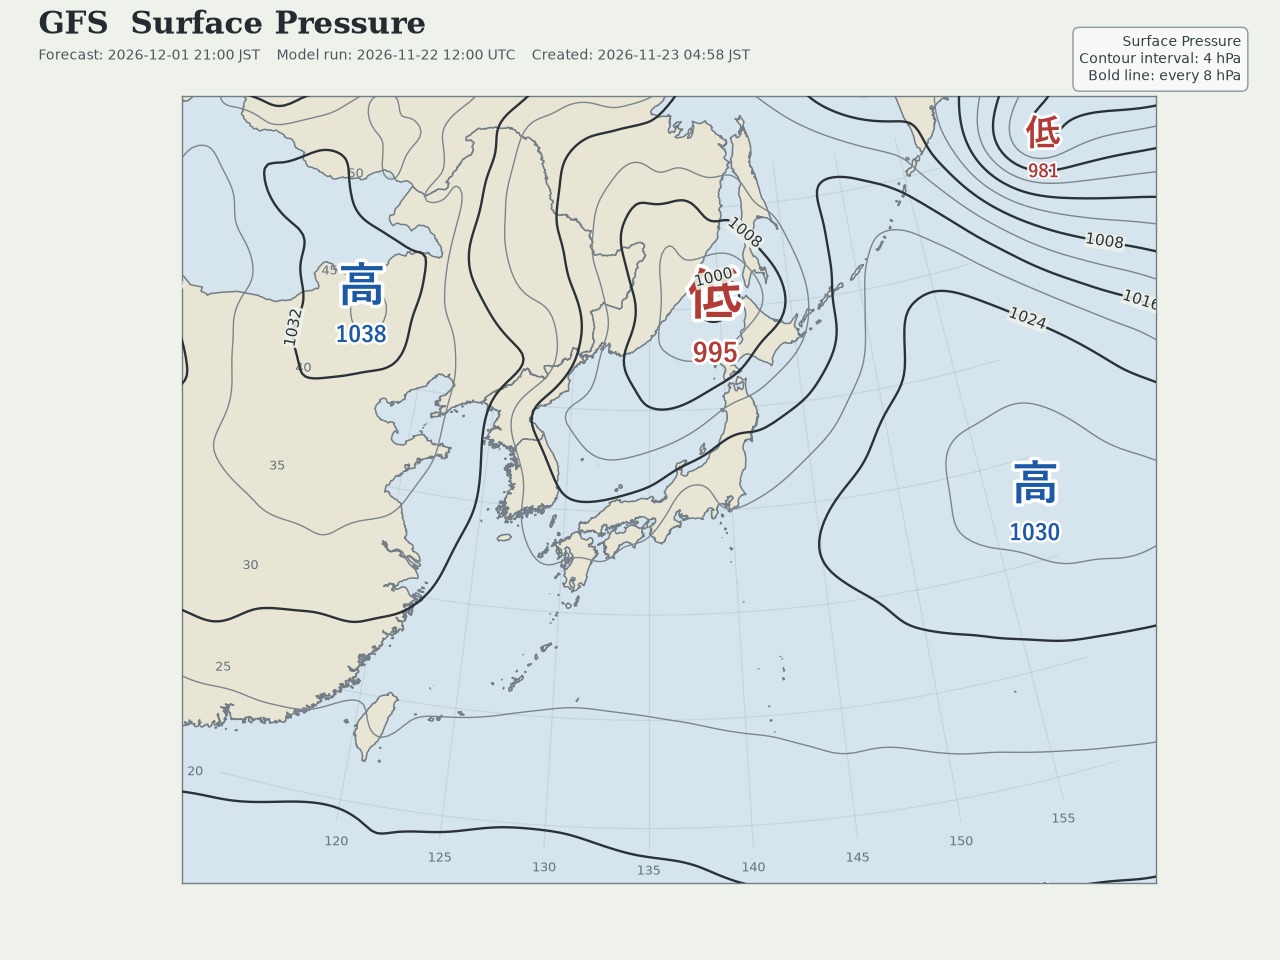 GFS  Surface Pressure
Forecast: 2026-12-01 21:00 JST    Model run: 2026-11-22 12:00 UTC    Created: 2026-11-23 04:58 JST
Surface Pressure
Contour interval: 4 hPa
Bold line: every 8 hPa
低
981
50
1008
1008
45
高
1038
1000
低
995
1016
1024
1032
40
35
高
1030
30
25
20
120
125
130
135
140
145
150
155